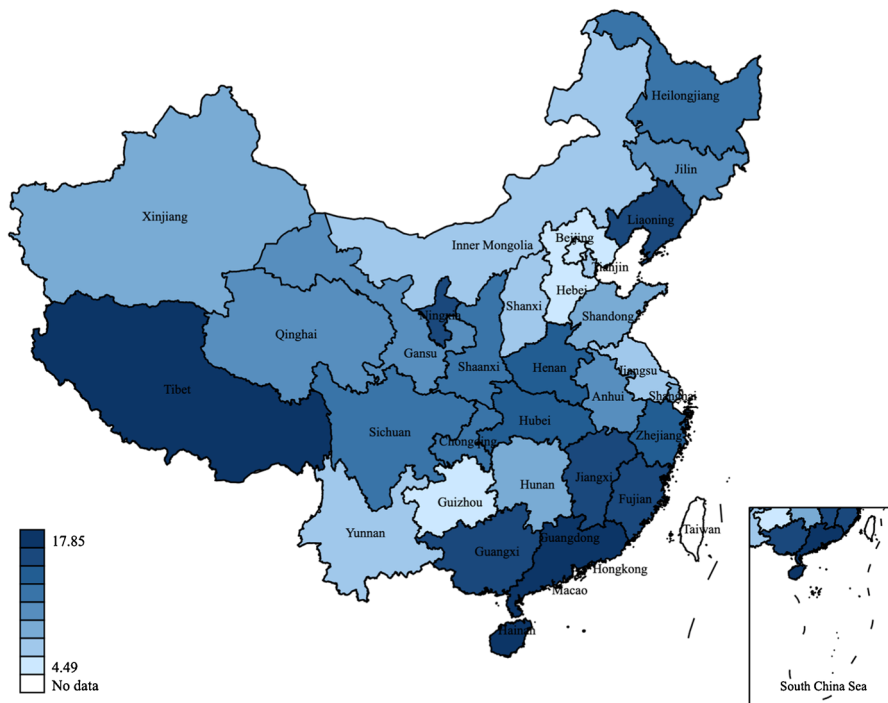 Heilongjiang
Jilin
Liaoning
Xinjiang
Beijing
Inner Mongolia
Tianjin
Hebei
Shanxi
Shandong
Ningxia
Qinghai
Gansu
Shaanxi
Henan
Jiangsu
Tibet
Anhui
Shanghai
Hubei
Sichuan
Zhejiang
Chongqing
Jiangxi
Hunan
Fujian
Guizhou
Taiwan
Yunnan
Guangdong
Guangxi
Hongkong
Macao
Hainan
17.85
4.49
No data
South China Sea